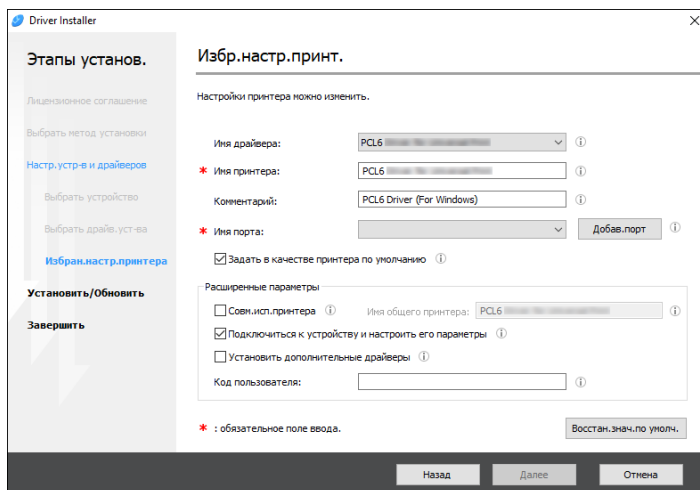 Driver Installer
Этапы установ.
Лицензионное соглашение
Выбрать метод установки
Настр.устр-в и драйверов
Выбрать устройство
Выбрать драйв.уст-ва
Избран.настр.принтера
Установить/Обновить
Завершить
Избр.настр.принт.
Настройки принтера можно изменить.
Имя драйвера: PCL6
* Имя принтера: PCL6
Комментарий: PCL6 Driver (For Windows)
* Имя порта: Добав.порт
Задать в качестве принтера по умолчанию
Расширенные параметры
Совм.исп.принтера Имя общего принтера: PCL6
Подключиться к устройству и настроить его параметры
Установить дополнительные драйверы
Код пользователя:
* : обязательное поле ввода. Восстан.знач.по умолч.
Назад Далее Отмена